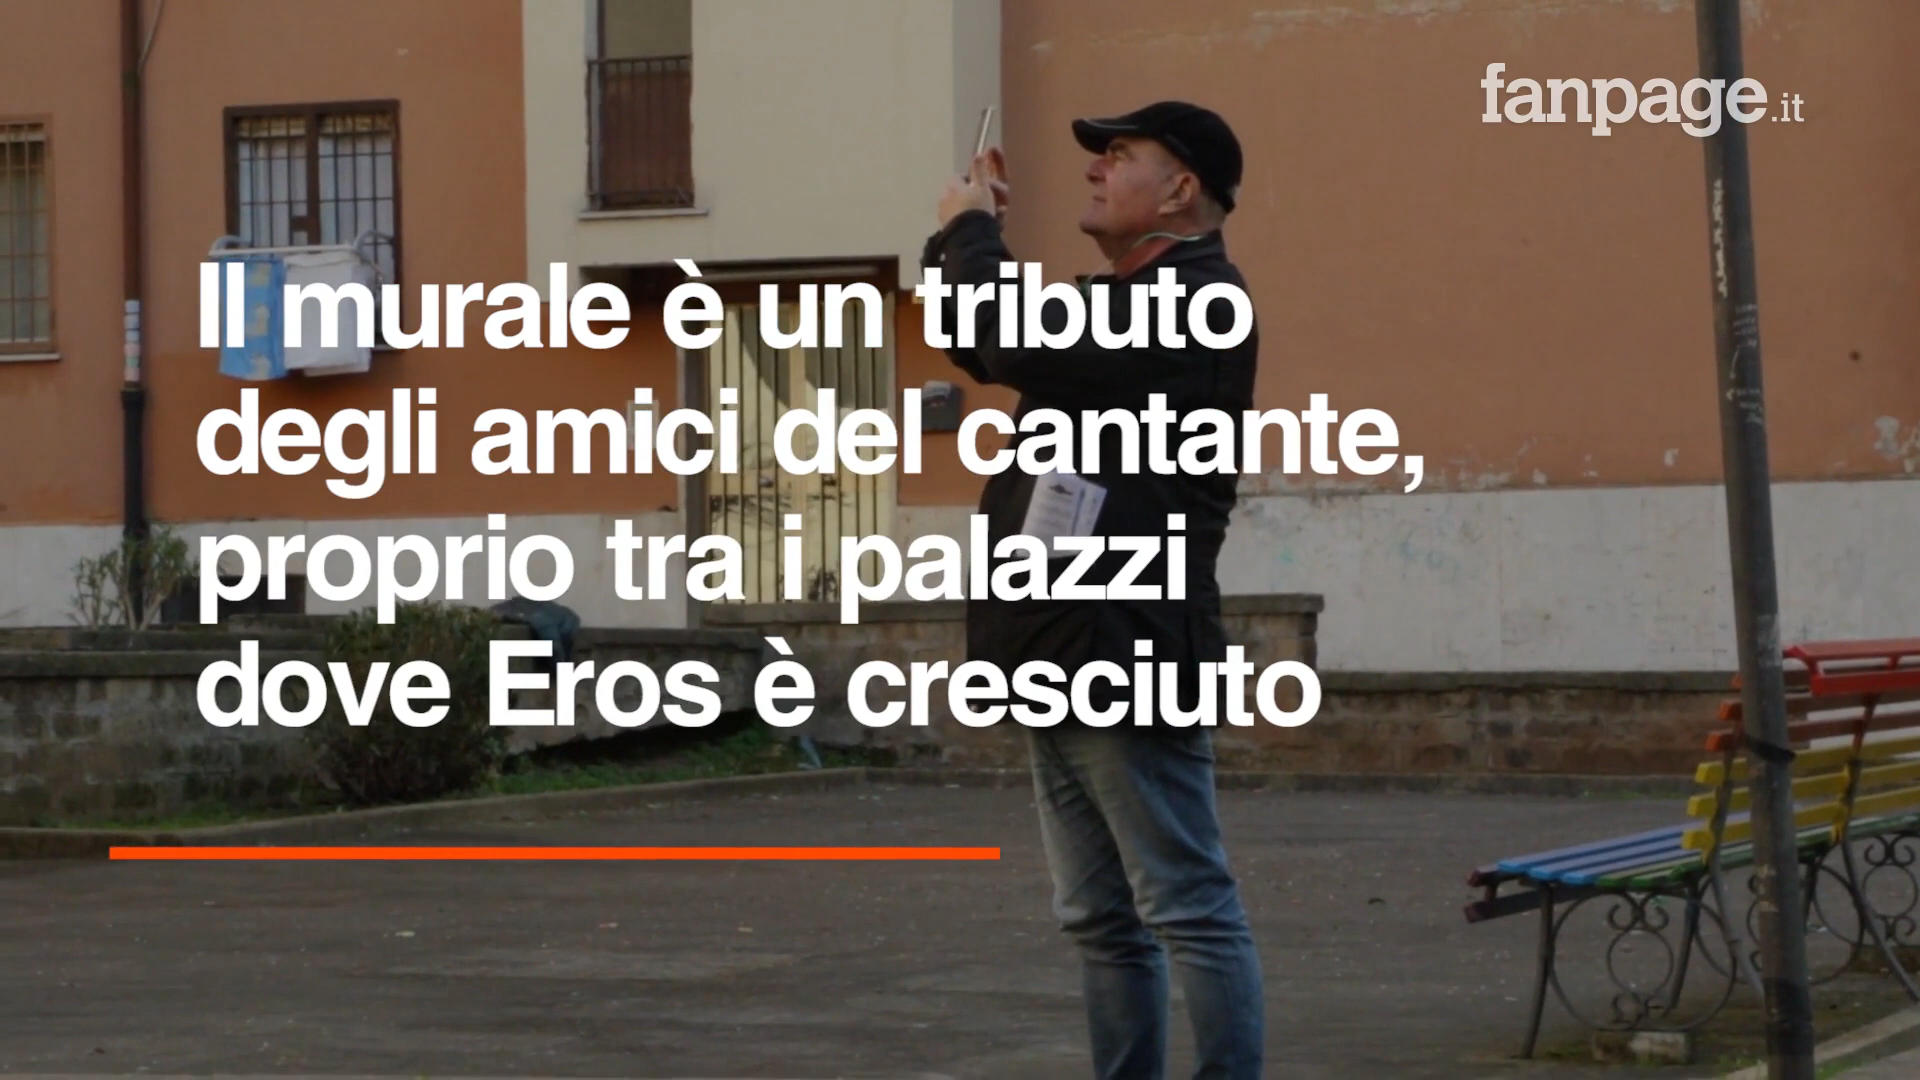 fanpage.it
Il murale è un tributo
degli amici del cantante,
proprio tra i palazzi
dove Eros è cresciuto